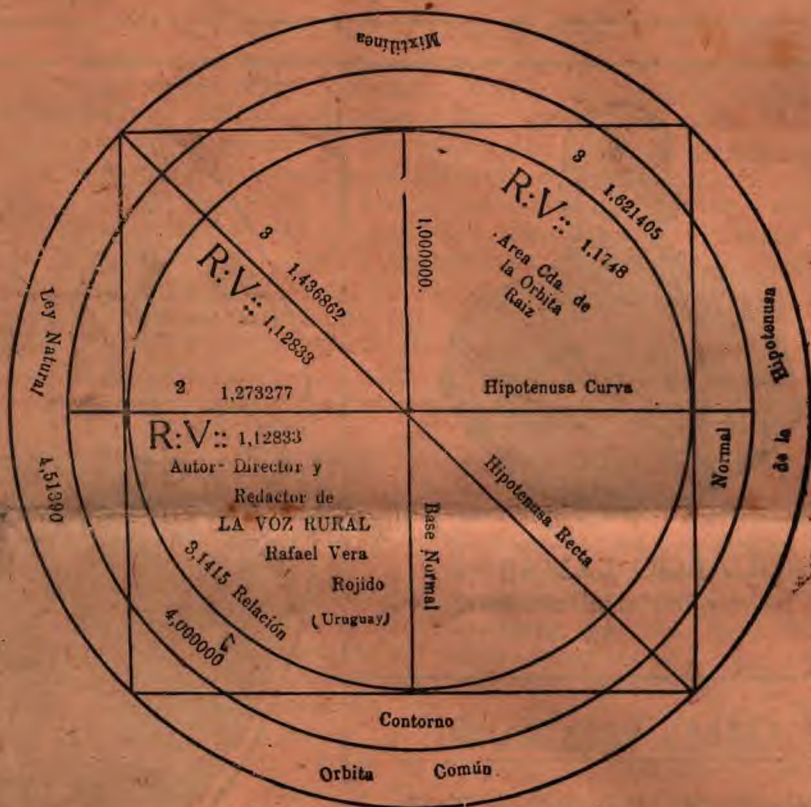 Mixtilínea
Ley Natural
4,51390
Hipotenusa
de la
3 1.621405
R:V:: 1,1748
Area Cda. de
la Orbita
Raiz
3 1,436862
R:V:: 1,12833
1,000000.
2 1,273277
Hipotenusa Curva
R:V:: 1,12833
Autor- Director y
Redactor de
LA VOZ RURAL
Rafael Vera
Rojido
(Uruguay)
3,1415 Relación
4,000000
Base Normal
Hipotenusa Recta
Normal
Contorno
Orbita Común